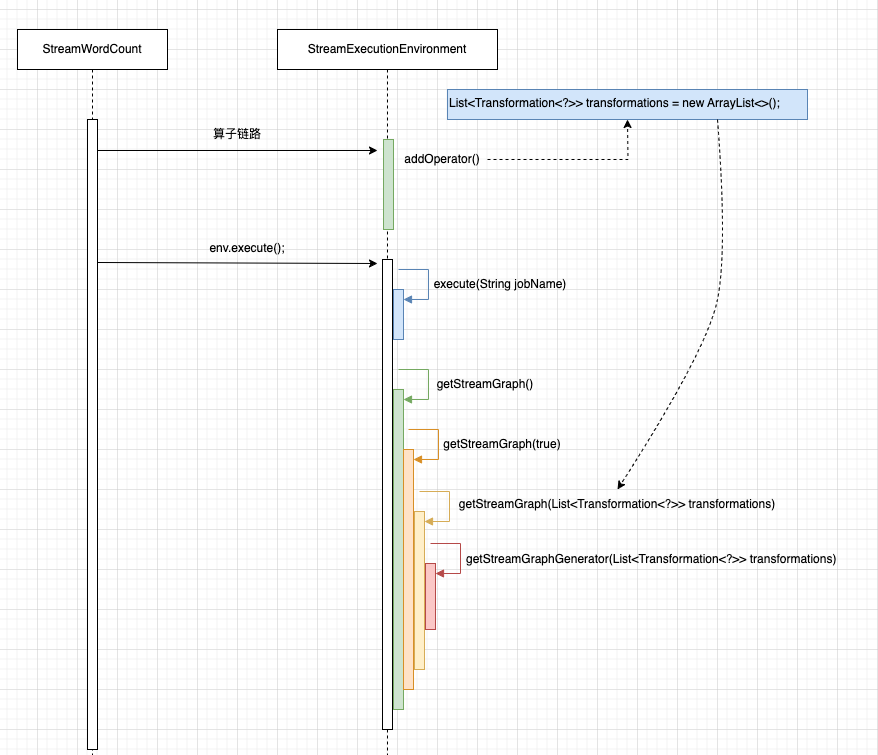 StreamWordCount
StreamExecutionEnvironment
List<Transformation<?>> transformations = new ArrayList<>();
算子链路
addOperator()
env.execute();
execute(String jobName)
getStreamGraph()
getStreamGraph(true)
getStreamGraph(List<Transformation<?>> transformations)
getStreamGraphGenerator(List<Transformation<?>> transformations)